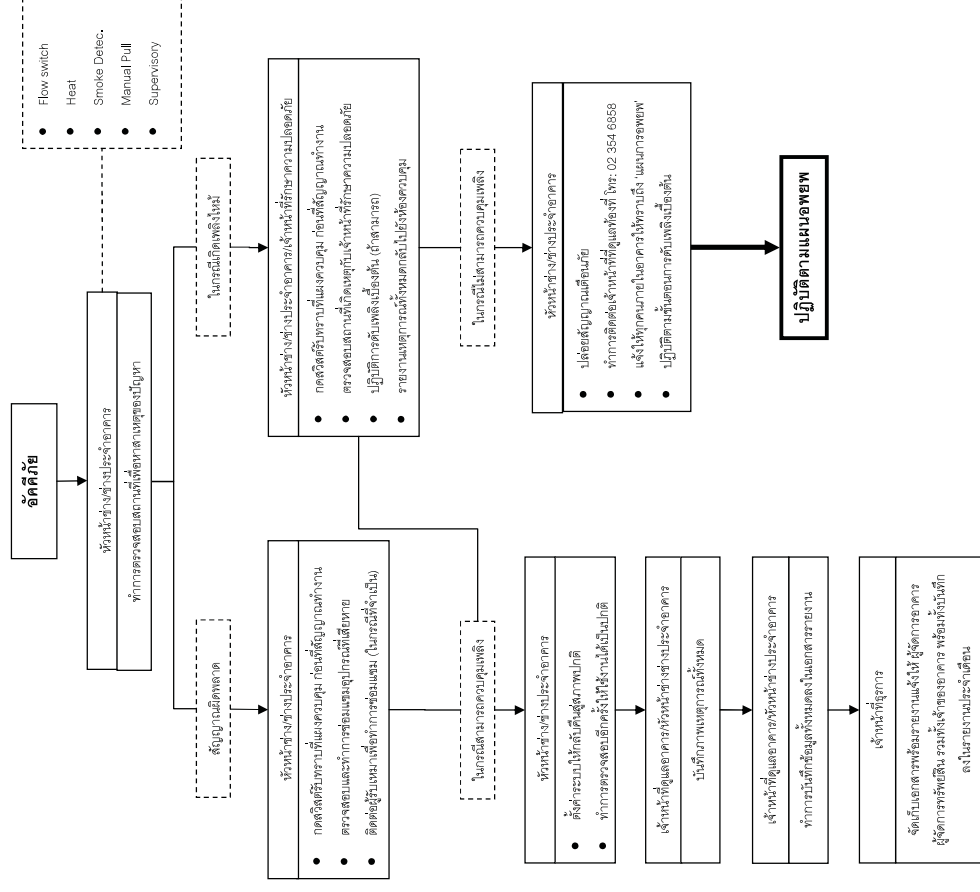 อัคคีภัย
Flow switch
Heat
Smoke Detec.
Manual Pull
Supervisory
หัวหน้าช่าง/ช่างประจำอาคาร
ทำการตรวจสอบสถานที่เพื่อหาสาเหตุของปัญหา
สัญญาณผิดพลาด
ในกรณีเกิดเพลิงไหม้
หัวหน้าช่าง/ช่างประจำอาคาร
กดสวิตต์รับทราบที่แผงควบคุม ก่อนที่สัญญาณทำงาน
ตรวจสอบและทำการซ่อมแซมอุปกรณ์ที่เสียหาย
ติดต่อผู้รับเหมาเพื่อทำการซ่อมแซม (ในกรณีที่จำเป็น)
หัวหน้าช่าง/ช่างประจำอาคาร/เจ้าหน้าที่รักษาความปลอดภัย
กดสวิตต์รับทราบที่แผงควบคุม ก่อนที่สัญญาณทำงาน
ตรวจสอบสถานที่เกิดเหตุกับเจ้าหน้าที่รักษาความปลอดภัย
ปฏิบัติการดับเพลิงเบื้องต้น (ถ้าสามารถ)
รายงานเหตุการณ์ทั้งหมดกลับไปยังห้องควบคุม
ในกรณีสามารถควบคุมเพลิง
ในกรณีไม่สามารถควบคุมเพลิง
หัวหน้าช่าง/ช่างประจำอาคาร
ตั้งค่าระบบให้กลับคืนสู่สภาพปกติ
ทำการตรวจสอบอีกครั้งให้ใช้งานได้เป็นปกติ
หัวหน้าช่าง/ช่างประจำอาคาร
ปล่อยสัญญาณเตือนภัย
ทำการติดต่อเจ้าหน้าที่ที่ดูแลท้องที่ โทร: 02 354 6858
แจ้งให้ทุกคนภายในอาคารให้ทราบถึง 'แผนการอพยพ'
ปฏิบัติตามขั้นตอนการดับเพลิงเบื้องต้น
เจ้าหน้าที่ดูแลอาคาร/หัวหน้าช่างช่างประจำอาคาร
บันทึกภาพเหตุการณ์ทั้งหมด
ปฏิบัติตามแผนอพยพ
เจ้าหน้าที่ดูแลอาคาร/หัวหน้าช่างประจำอาคาร
ทำการบันทึกข้อมูลทั้งหมดลงในเอกสารรายงาน
เจ้าหน้าที่ธุรการ
จัดเก็บเอกสารพร้อมรายงานแจ้งให้ ผู้จัดการอาคาร
ผู้จัดการทรัพย์สิน รวมทั้งเจ้าของอาคาร พร้อมทั้งบันทึก
ลงในรายงานประจำเดือน